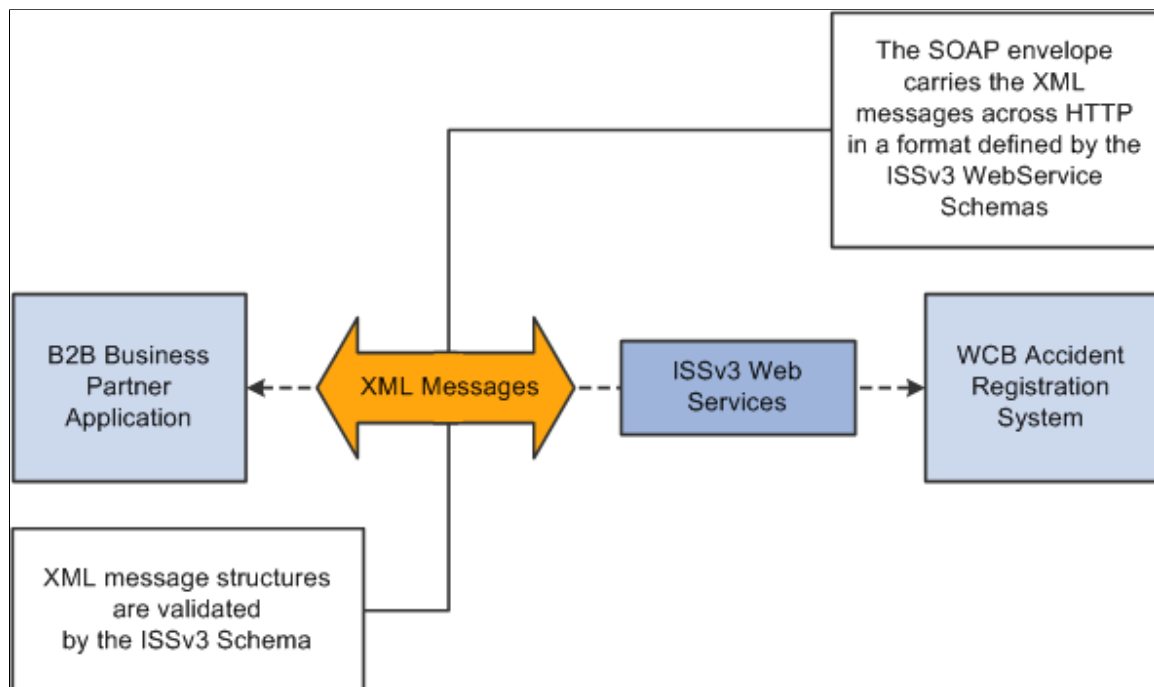 The SOAP envelope
carries the XML
messages across HTTP
in a format defined by the
ISSv3 WebService
Schemas
B2B Business
Partner
Application
XML Messages
ISSv3 Web
Services
WCB Accident
Registration
System
XML message structures
are validated
by the ISSv3 Schema